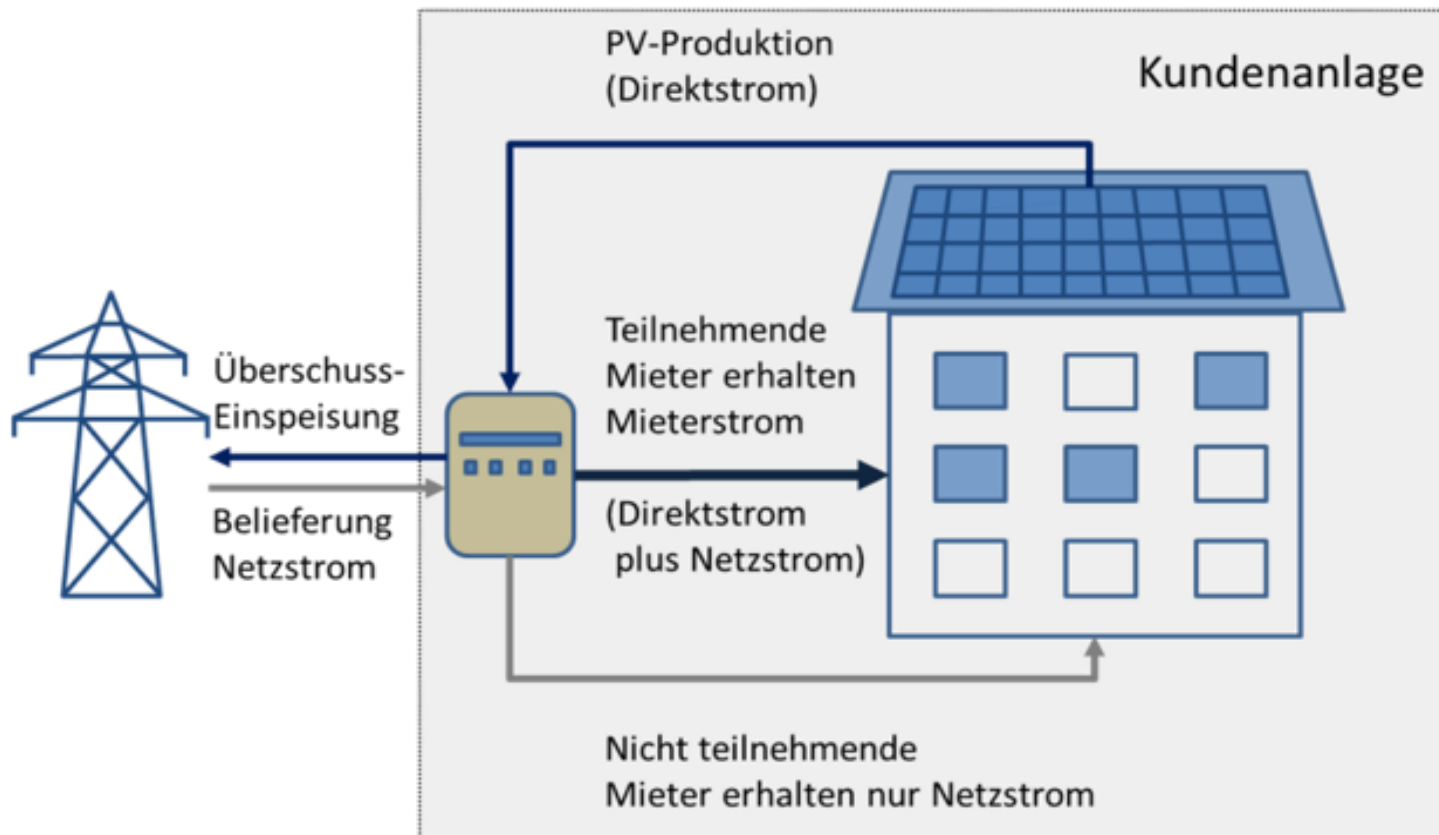 PV-Produktion
(Direktstrom)
Kundenanlage
Überschuss-
Einspeisung
Belieferung
Netzstrom
Teilnehmende
Mieter erhalten
Mieterstrom
(Direktstrom
plus Netzstrom)
Nicht teilnehmende
Mieter erhalten nur Netzstrom